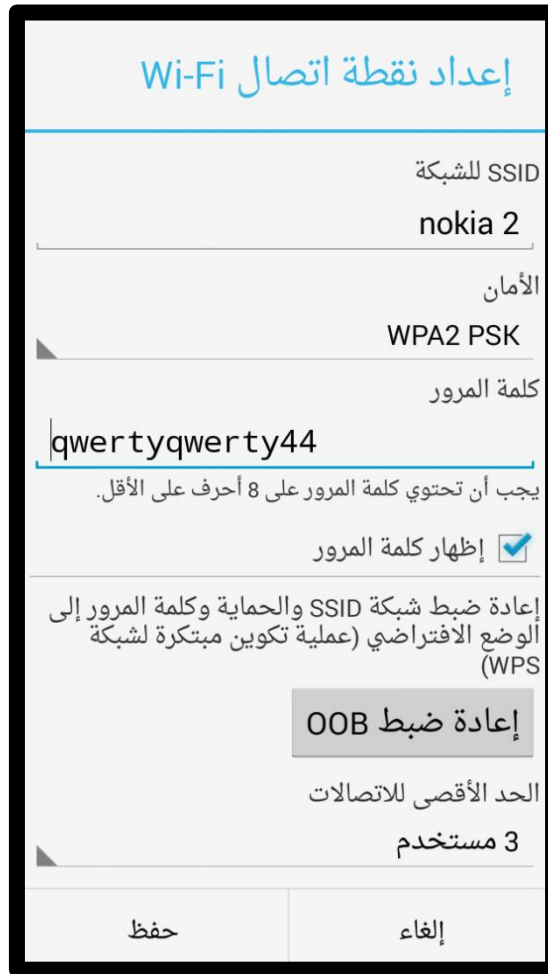 إعداد نقطة اتصال Wi-Fi
SSID للشبكة
nokia 2
الأمان
WPA2 PSK
كلمة المرور
qwertyqwerty44
يجب أن تحتوي كلمة المرور على 8 أحرف على الأقل.
إظهار كلمة المرور
إعادة ضبط شبكة SSID والحماية وكلمة المرور إلى
الوضع الافتراضي (عملية تكوين مبتكرة لشبكة
WPS)
إعادة ضبط OOB
الحد الأقصى للاتصالات
3 مستخدم
إلغاء
حفظ